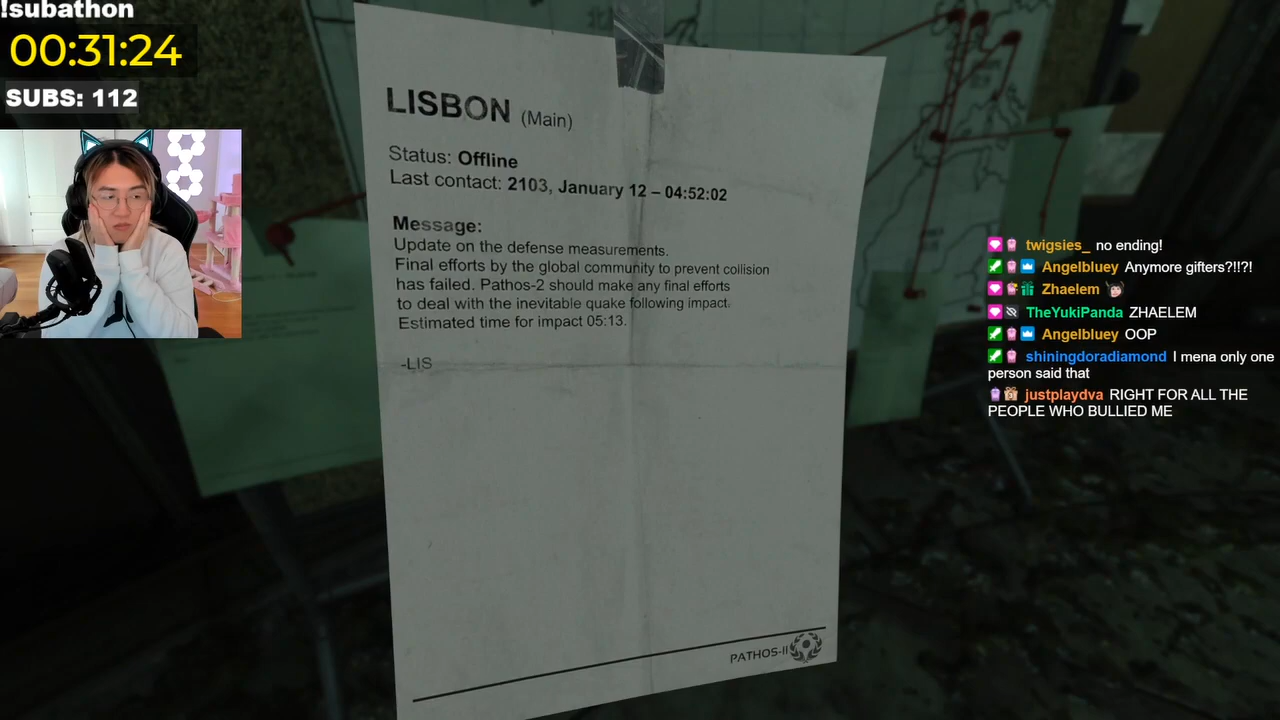 !subathon
00:31:24
SUBS: 112
LISBON (Main)
Status: Offline
Last contact: 2103, January 12 – 04:52:02
Message:
Update on the defense measurements.
Final efforts by the global community to prevent collision
has failed. Pathos-2 should make any final efforts
to deal with the inevitable quake following impact.
Estimated time for impact 05:13.
-LIS
PATHOS-II
twigsies_ no ending!
Angelbluey Anymore gifters?!!?!
Zhaelem
TheYukiPanda ZHAELEM
Angelbluey OOP
shiningdoradiamond I mena only one
person said that
justplaydva RIGHT FOR ALL THE
PEOPLE WHO BULLIED ME